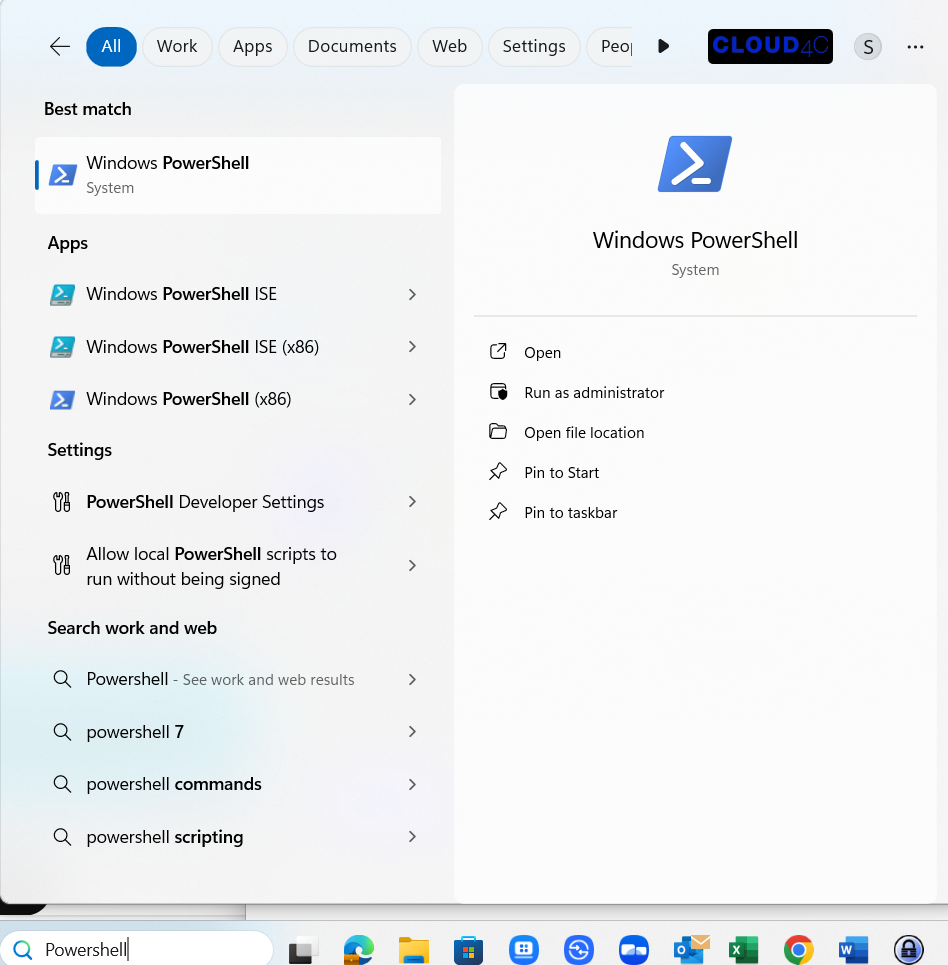 All
Work
Apps
Documents
Web
Settings
Peo
CLOUD4C
S
Best match
Windows PowerShell
System
Apps
Windows PowerShell ISE
Windows PowerShell ISE (x86)
Windows PowerShell (x86)
Settings
PowerShell Developer Settings
Allow local PowerShell scripts to
run without being signed
Search work and web
Powershell - See work and web results
powershell 7
powershell commands
powershell scripting
Windows PowerShell
System
Open
Run as administrator
Open file location
Pin to Start
Pin to taskbar
Powershell